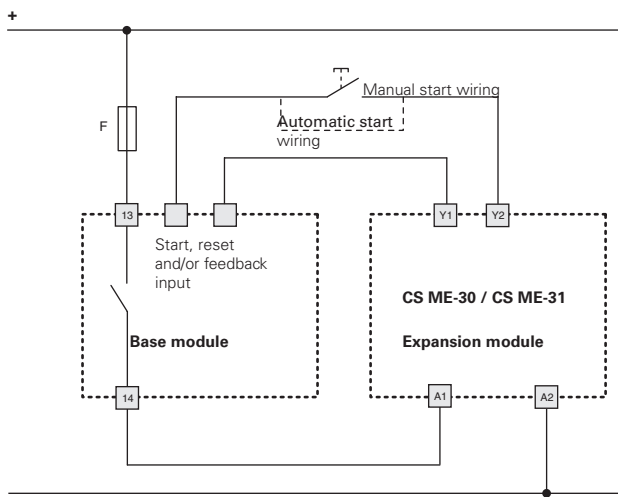 +
Manual start wiring
F
Automatic start
wiring
13
Y1
Y2
Start, reset
and/or feedback
input
CS ME-30 / CS ME-31
Base module
Expansion module
14
A1
A2